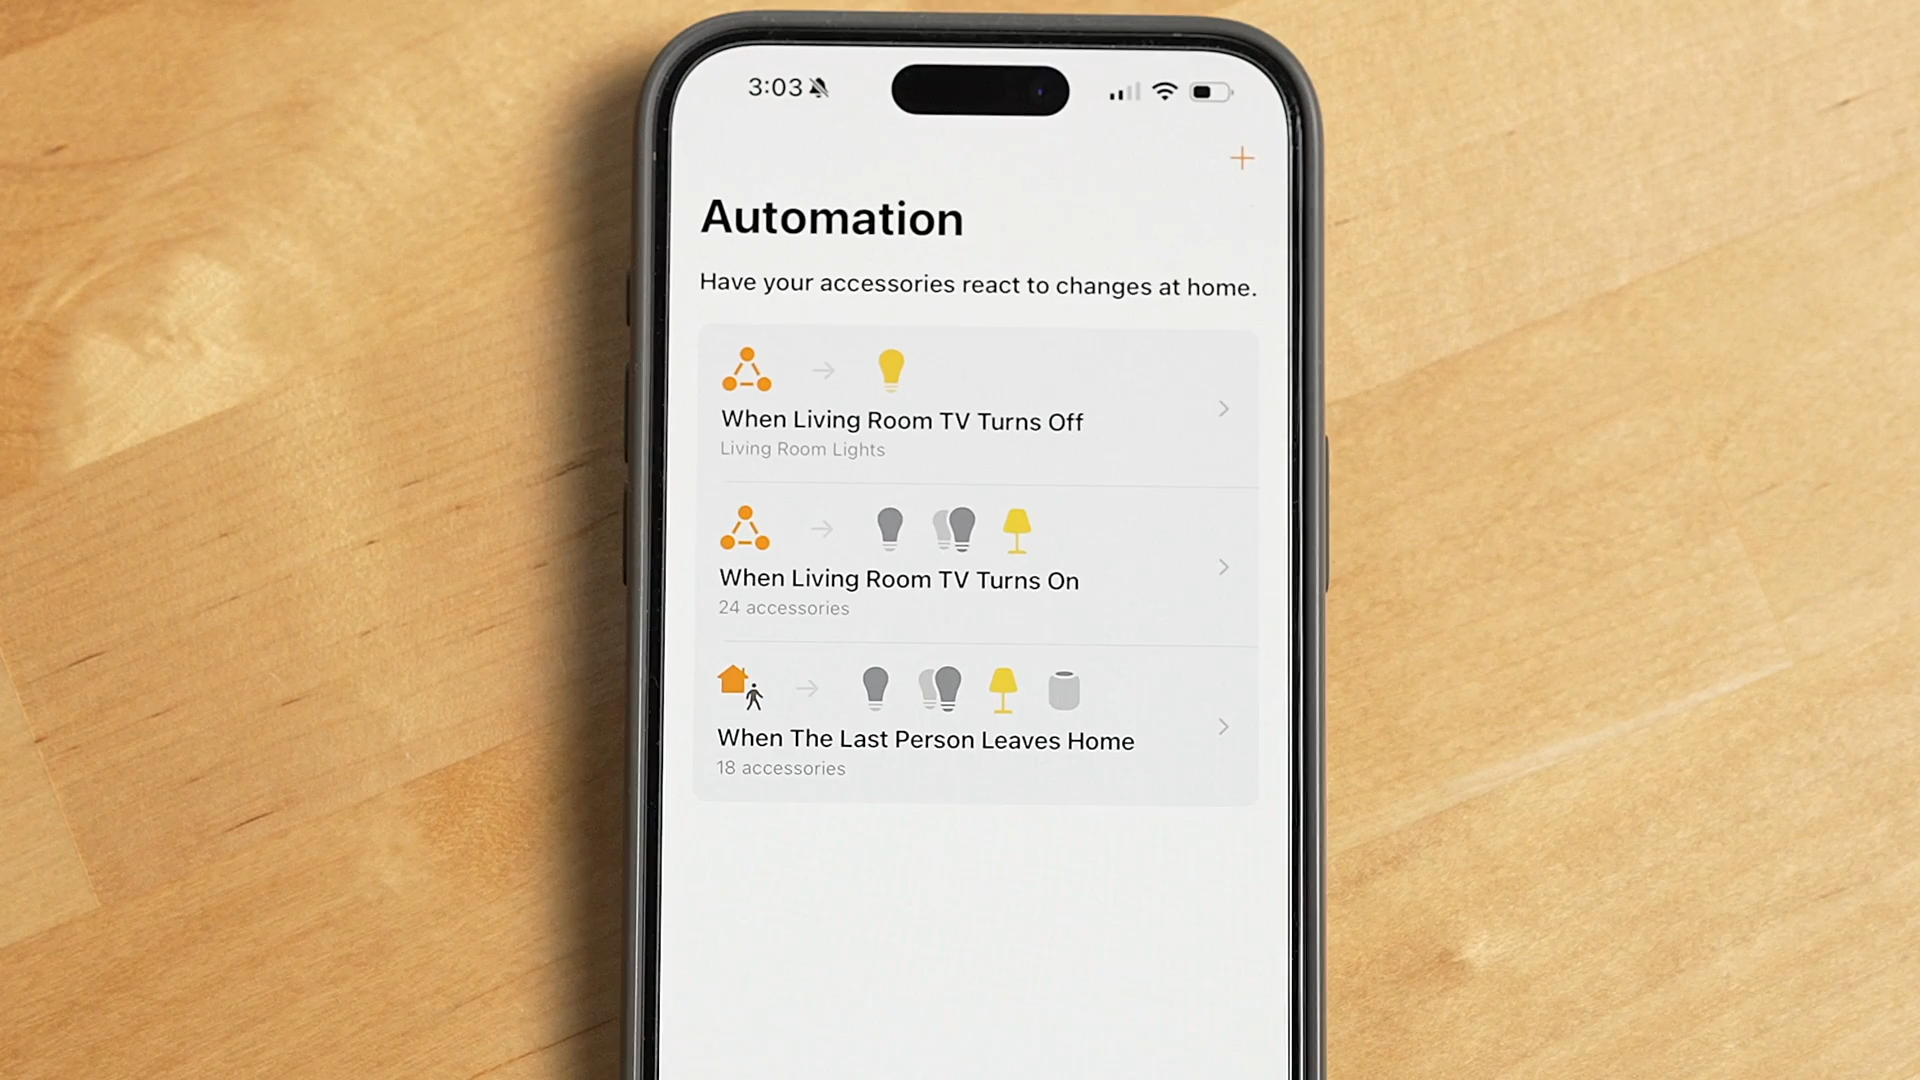 3:03
Automation
Have your accessories react to changes at home.
When Living Room TV Turns Off
Living Room Lights
When Living Room TV Turns On
24 accessories
When The Last Person Leaves Home
18 accessories